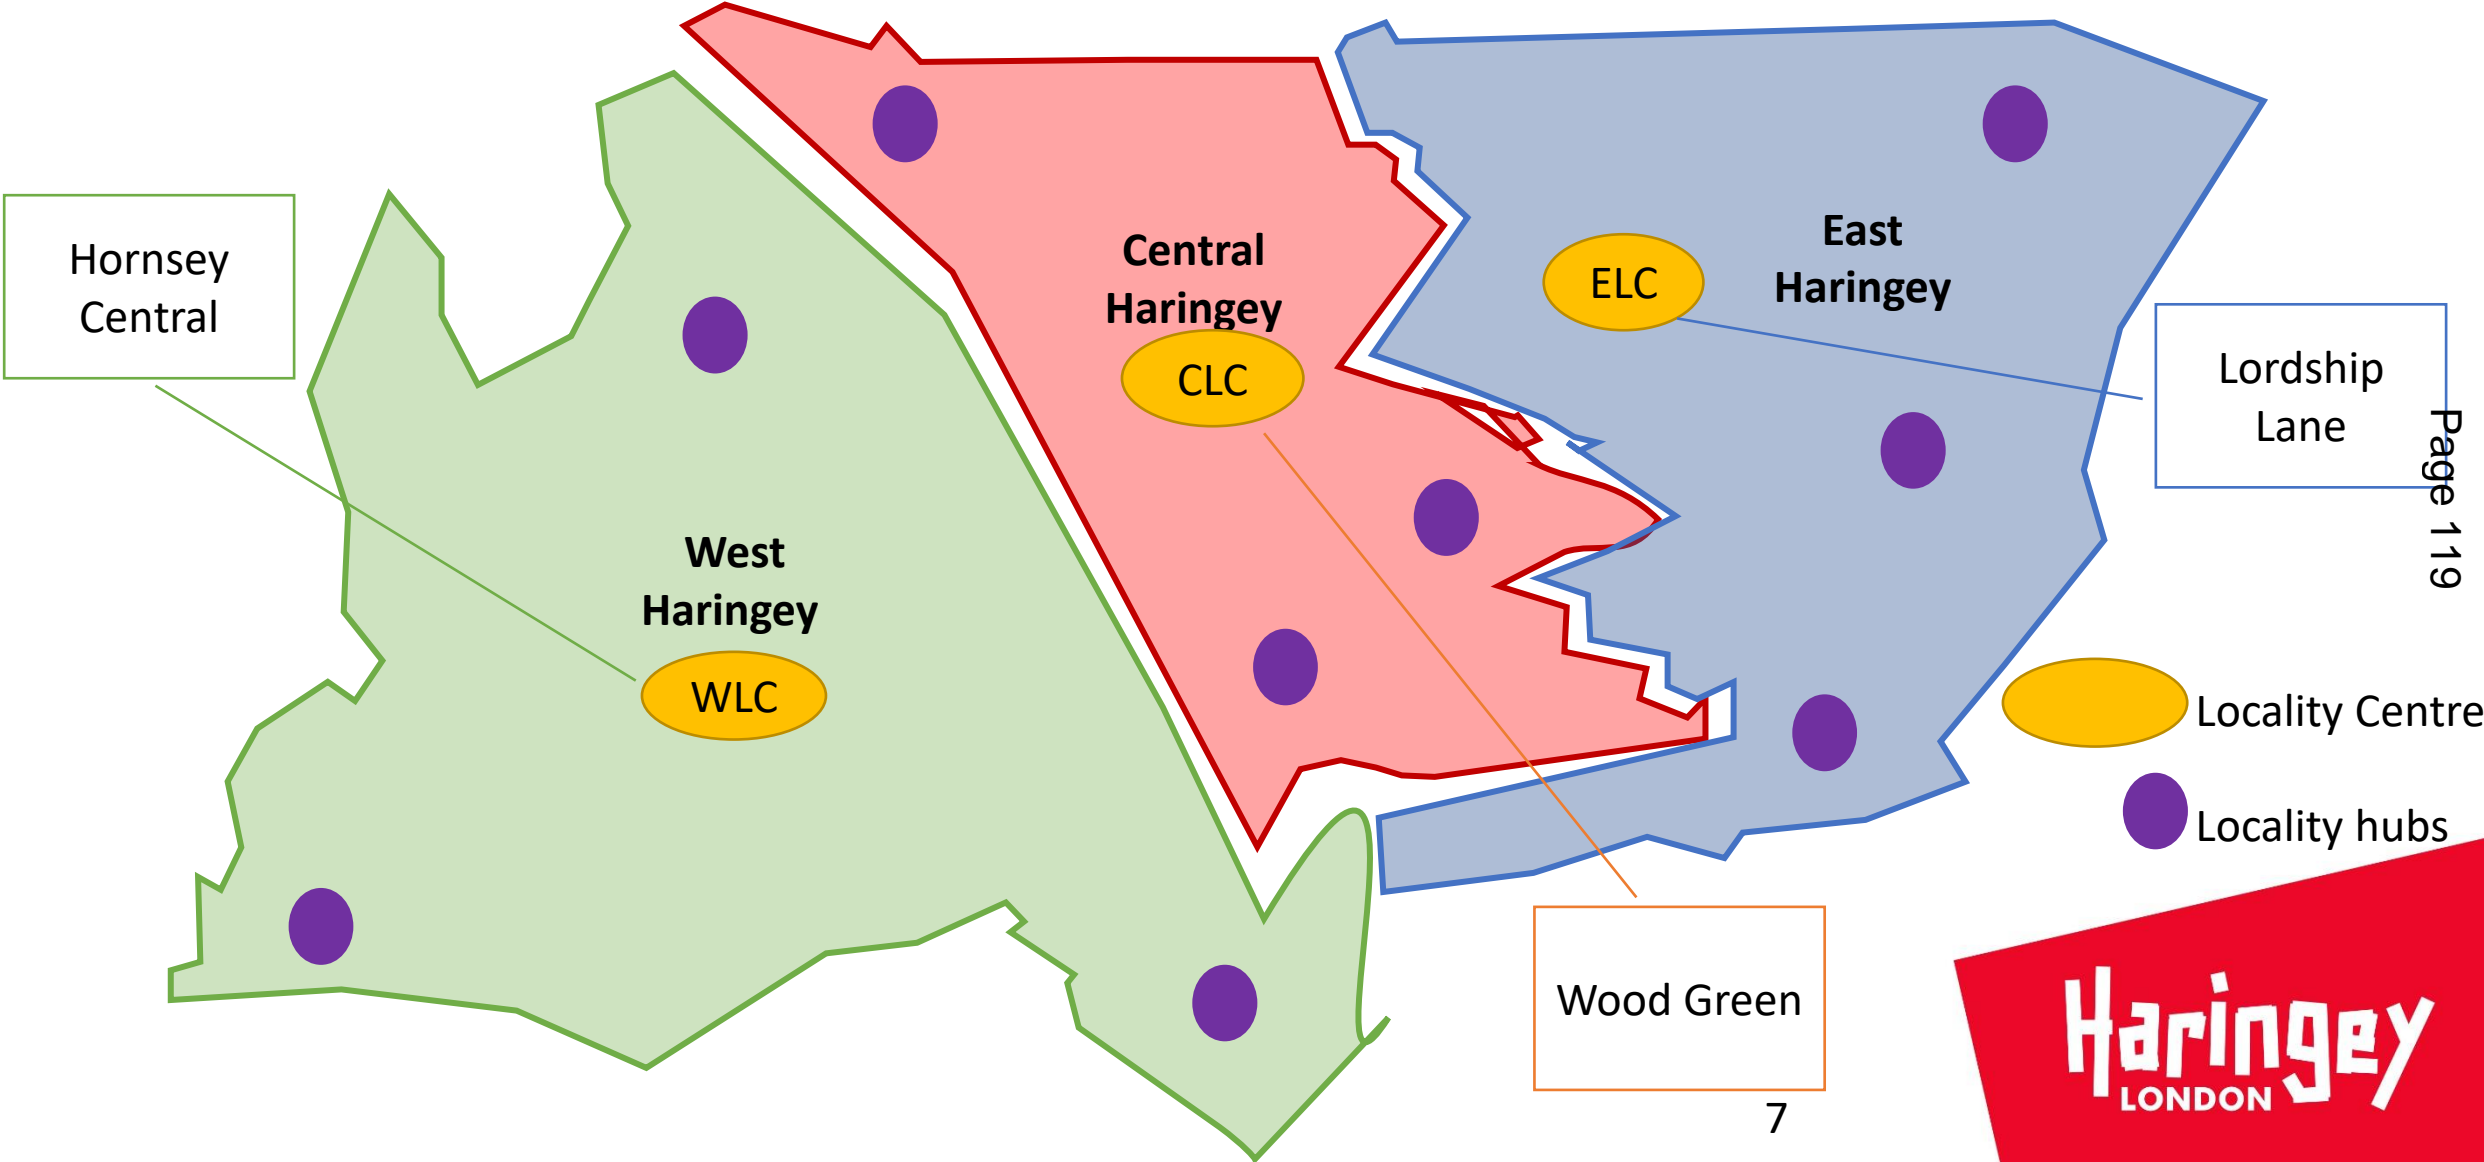 Hornsey
Central
Central
Haringey
CLC
East
Haringey
ELC
Lordship
Lane
Page 119
West
Haringey
WLC
Locality Centre
Locality hubs
Wood Green
7
Haringey
LONDON